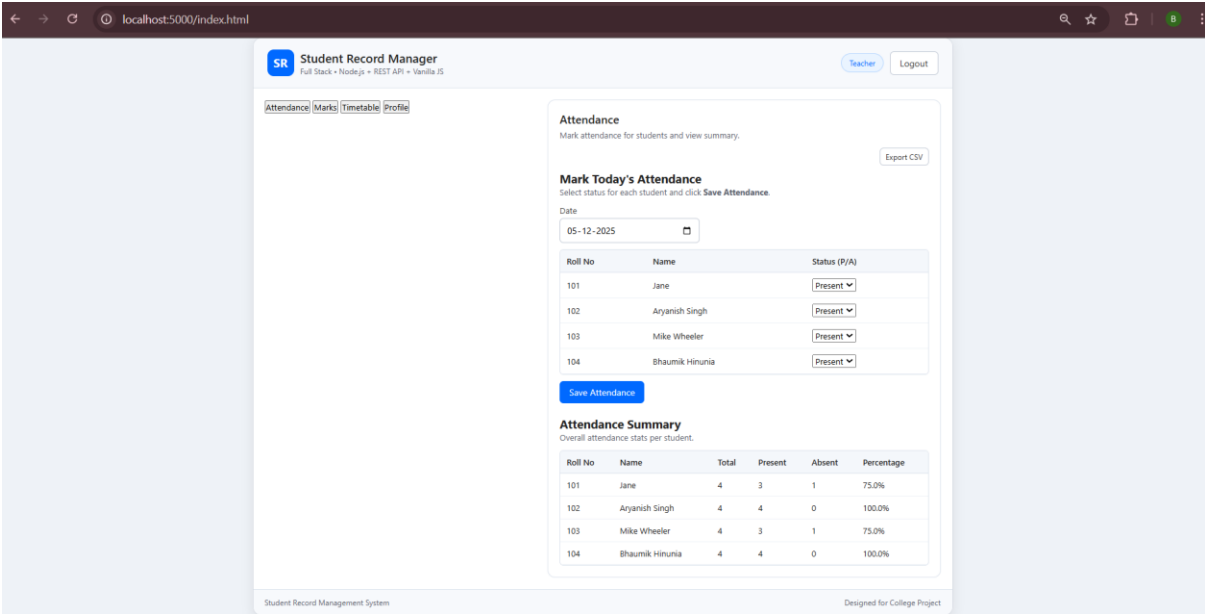 localhost:5000/index.html
B
SR
Student Record Manager
Full Stack • Node.js + REST API + Vanilla JS
Teacher
Logout
Attendance Marks Timetable Profile
Attendance
Mark attendance for students and view summary.
Export CSV
Mark Today's Attendance
Select status for each student and click Save Attendance.
Date
05-12-2025
Roll No Name Status (P/A)
101 Jane Present
102 Aryanish Singh Present
103 Mike Wheeler Present
104 Bhaumik Hinunia Present
Save Attendance
Attendance Summary
Overall attendance stats per student.
Roll No Name Total Present Absent Percentage
101 Jane 4 3 1 75.0%
102 Aryanish Singh 4 4 0 100.0%
103 Mike Wheeler 4 3 1 75.0%
104 Bhaumik Hinunia 4 4 0 100.0%
Student Record Management System
Designed for College Project